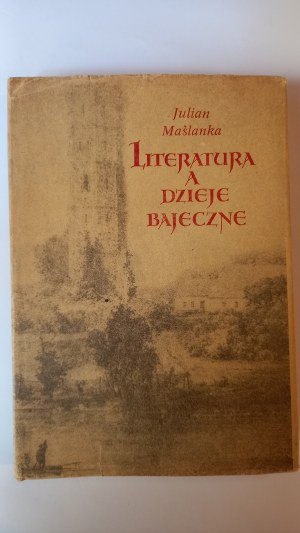 Julian
Maślanka
LITERATURA
A
DZIEJE
BAJECZNE